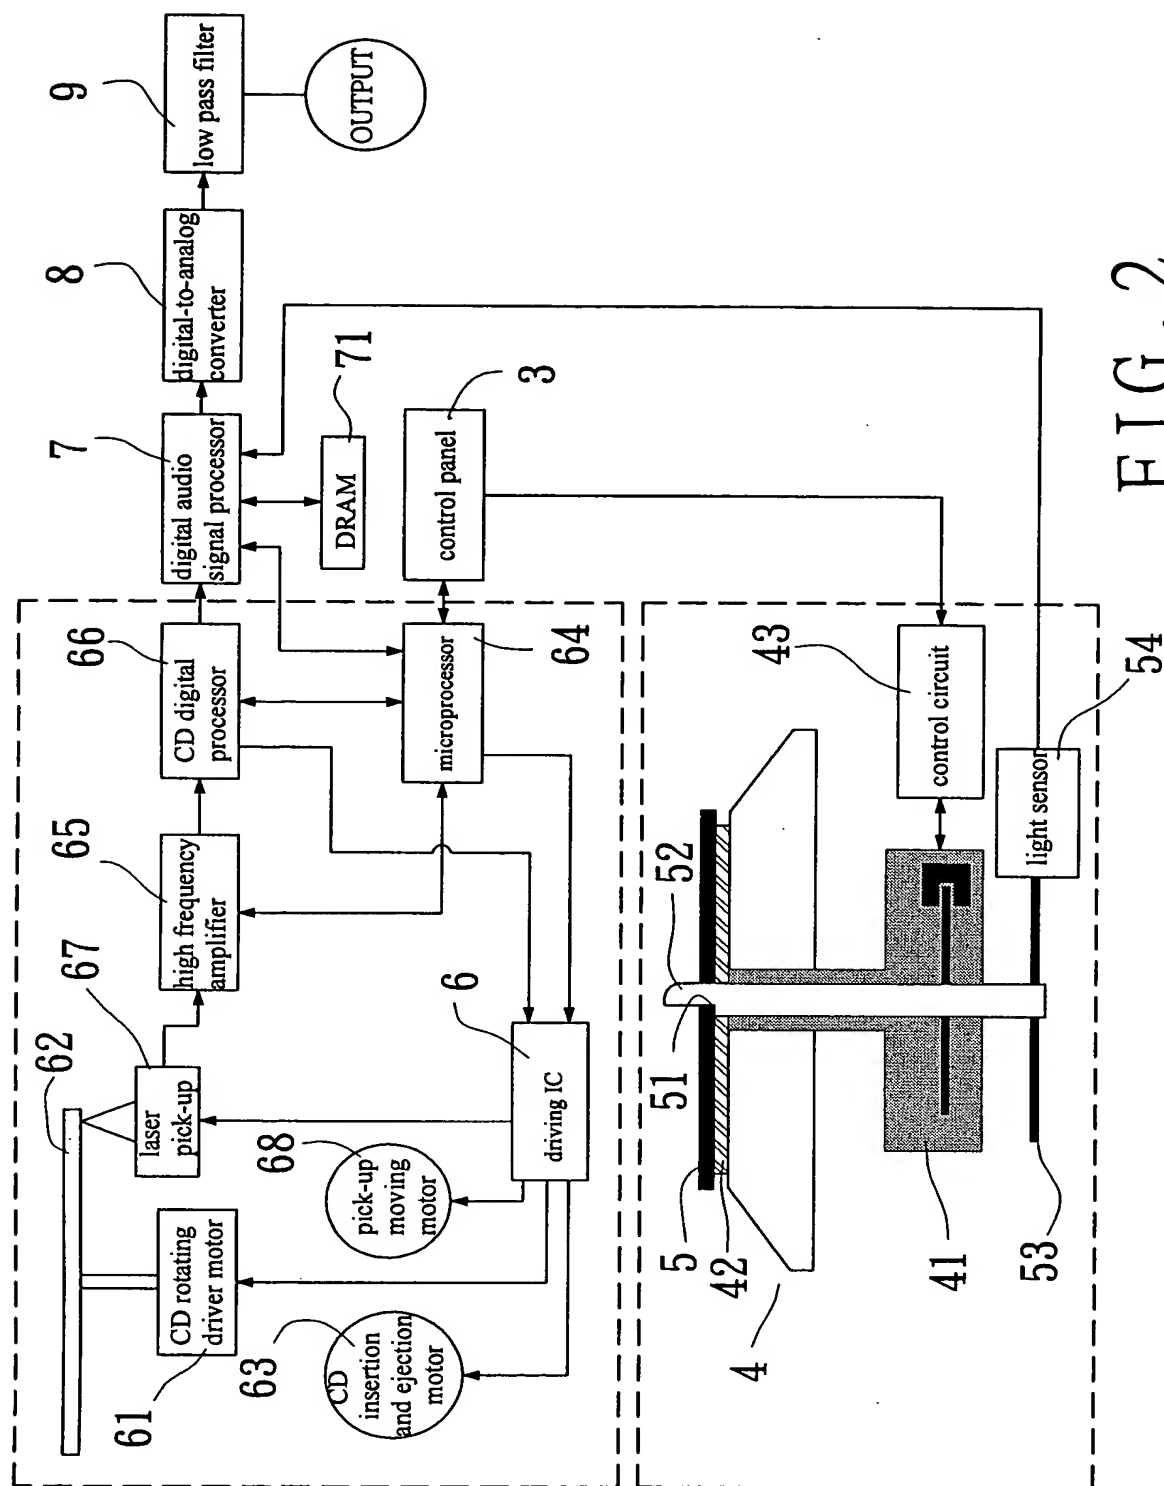 62
67
laser
pick-up
65
high frequency
amplifier
66
CD digital
processor
7
digital audio
signal processor
8
digital-to-analog
converter
9
low pass filter
OUTPUT
61
CD rotating
driver motor
63
CD
insertion
and ejection
motor
68
pick-up
moving
motor
6
driving IC
microprocessor
64
control panel
3
DRAM
71
4
5
42
51
52
41
53
43
control circuit
light sensor
54
FIG.2